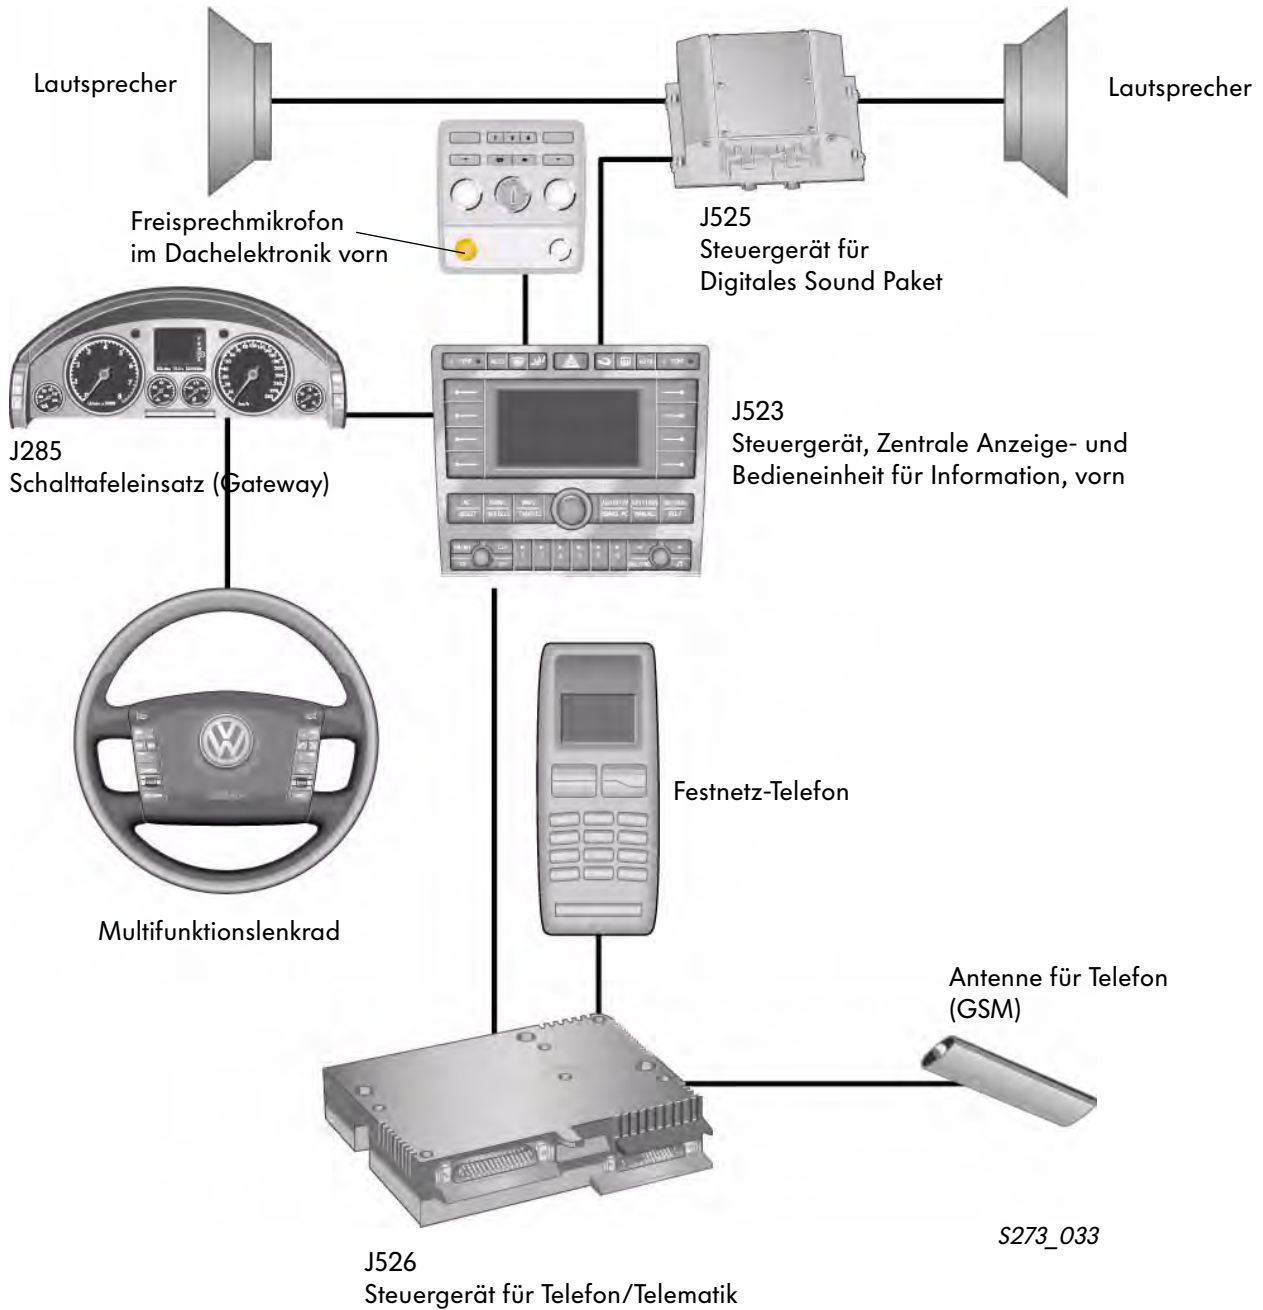 Lautsprecher
Lautsprecher
Freisprechmikrofon
im Dachelektronik vorn
J525
Steuergerät für
Digitales Sound Paket
J523
Steuergerät, Zentrale Anzeige- und
Bedieneinheit für Information, vorn
J285
Schalttafeleinsatz (Gateway)
Festnetz-Telefon
Multifunktionslenkrad
Antenne für Telefon
(GSM)
S273_033
J526
Steuergerät für Telefon/Telematik